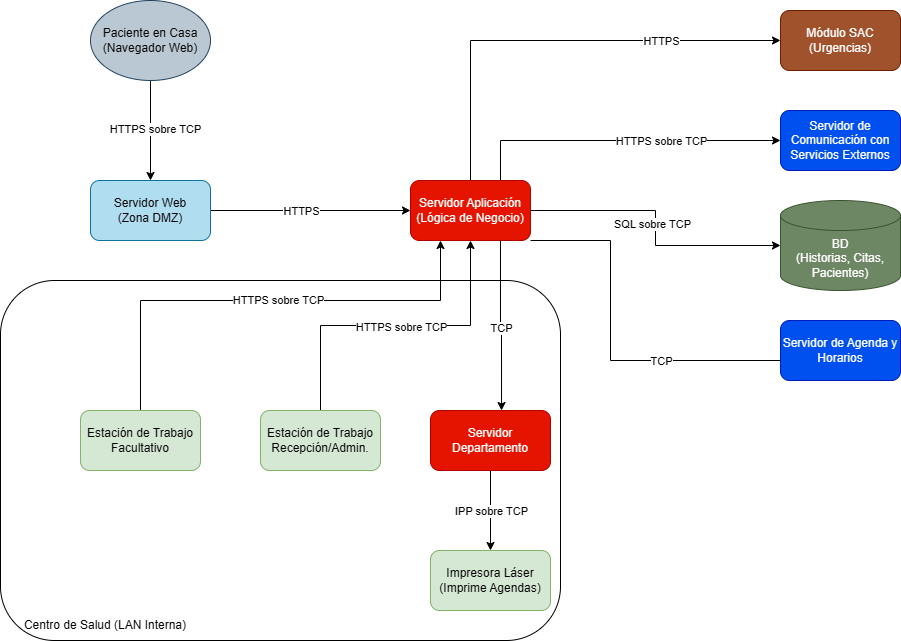 Paciente en Casa
(Navegador Web)
Módulo SAC
(Urgencias)
HTTPS
HTTPS sobre TCP
Servidor de
Comunicación con
Servicios Externos
HTTPS sobre TCP
Servidor Web
(Zona DMZ)
HTTPS
Servidor Aplicación
(Lógica de Negocio)
SQL sobre TCP
BD
(Historias, Citas,
Pacientes)
HTTPS sobre TCP
HTTPS sobre TCP
TCP
Servidor de Agenda y
Horarios
TCP
Estación de Trabajo
Facultativo
Estación de Trabajo
Recepción/Admin.
Servidor
Departamento
IPP sobre TCP
Impresora Láser
(Imprime Agendas)
Centro de Salud (LAN Interna)